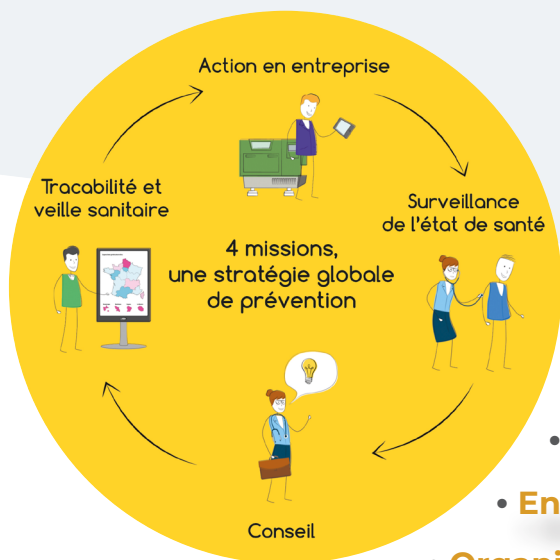 Action en entreprise
Tracabilité et
veille sanitaire
Surveillance
de l'état de santé
4 missions,
une stratégie globale
de prévention
Conseil
• En